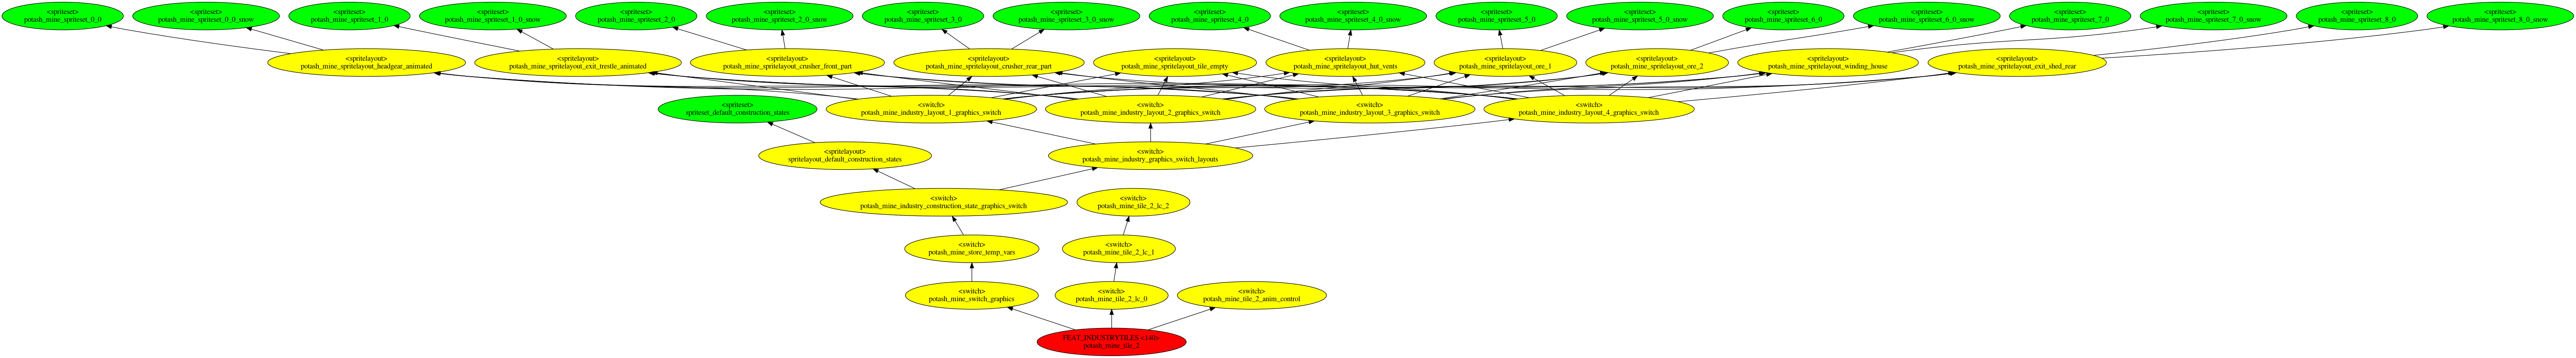 <spriteset>
potash_mine_spriteset_0_0
<spriteset>
potash_mine_spriteset_0_0_snow
<spriteset>
potash_mine_spriteset_1_0
<spriteset>
potash_mine_spriteset_1_0_snow
<spriteset>
potash_mine_spriteset_2_0
<spriteset>
potash_mine_spriteset_2_0_snow
<spriteset>
potash_mine_spriteset_3_0
<spriteset>
potash_mine_spriteset_3_0_snow
<spriteset>
potash_mine_spriteset_4_0
<spriteset>
potash_mine_spriteset_4_0_snow
<spriteset>
potash_mine_spriteset_5_0
<spriteset>
potash_mine_spriteset_5_0_snow
<spriteset>
potash_mine_spriteset_6_0
<spriteset>
potash_mine_spriteset_6_0_snow
<spriteset>
potash_mine_spriteset_7_0
<spriteset>
potash_mine_spriteset_7_0_snow
<spriteset>
potash_mine_spriteset_8_0
<spriteset>
potash_mine_spriteset_8_0_snow
<spritelayout>
potash_mine_spritelayout_headgear_animated
<spritelayout>
potash_mine_spritelayout_exit_trestle_animated
<spritelayout>
potash_mine_spritelayout_crusher_front_part
<spritelayout>
potash_mine_spritelayout_crusher_rear_part
<spritelayout>
potash_mine_spritelayout_tile_empty
<spritelayout>
potash_mine_spritelayout_hut_vents
<spritelayout>
potash_mine_spritelayout_ore_1
<spritelayout>
potash_mine_spritelayout_ore_2
<spritelayout>
potash_mine_spritelayout_winding_house
<spritelayout>
potash_mine_spritelayout_exit_shed_rear
<spriteset>
spriteset_default_construction_states
<switch>
potash_mine_industry_layout_1_graphics_switch
<switch>
potash_mine_industry_layout_2_graphics_switch
<switch>
potash_mine_industry_layout_3_graphics_switch
<switch>
potash_mine_industry_layout_4_graphics_switch
<spritelayout>
spritelayout_default_construction_states
<switch>
potash_mine_industry_graphics_switch_layouts
<switch>
potash_mine_industry_construction_state_graphics_switch
<switch>
potash_mine_tile_2_lc_2
<switch>
potash_mine_store_temp_vars
<switch>
potash_mine_tile_2_lc_1
<switch>
potash_mine_switch_graphics
<switch>
potash_mine_tile_2_lc_0
<switch>
potash_mine_tile_2_anim_control
FEAT_INDUSTRYTILES
potash_mine_tile_2